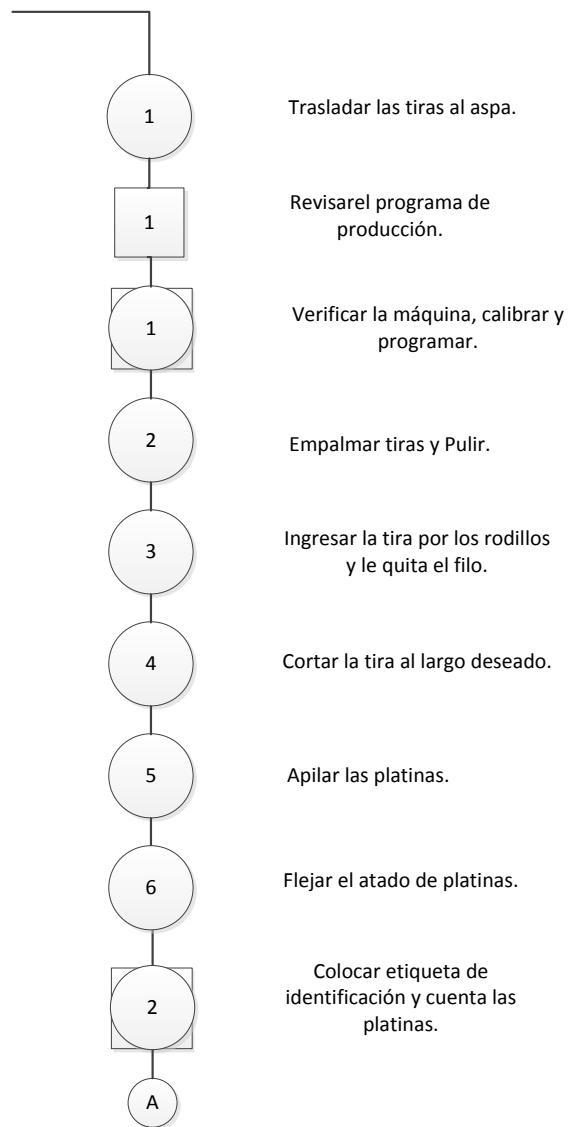 1
Trasladar las tiras al aspa.
1
Revisarel programa de
producción.
1
Verificar la máquina, calibrar y
programar.
2
Empalmar tiras y Pulir.
3
Ingresar la tira por los rodillos
y le quita el filo.
4
Cortar la tira al largo deseado.
5
Apilar las platinas.
6
Flejar el atado de platinas.
2
Colocar etiqueta de
identificación y cuenta las
platinas.
A